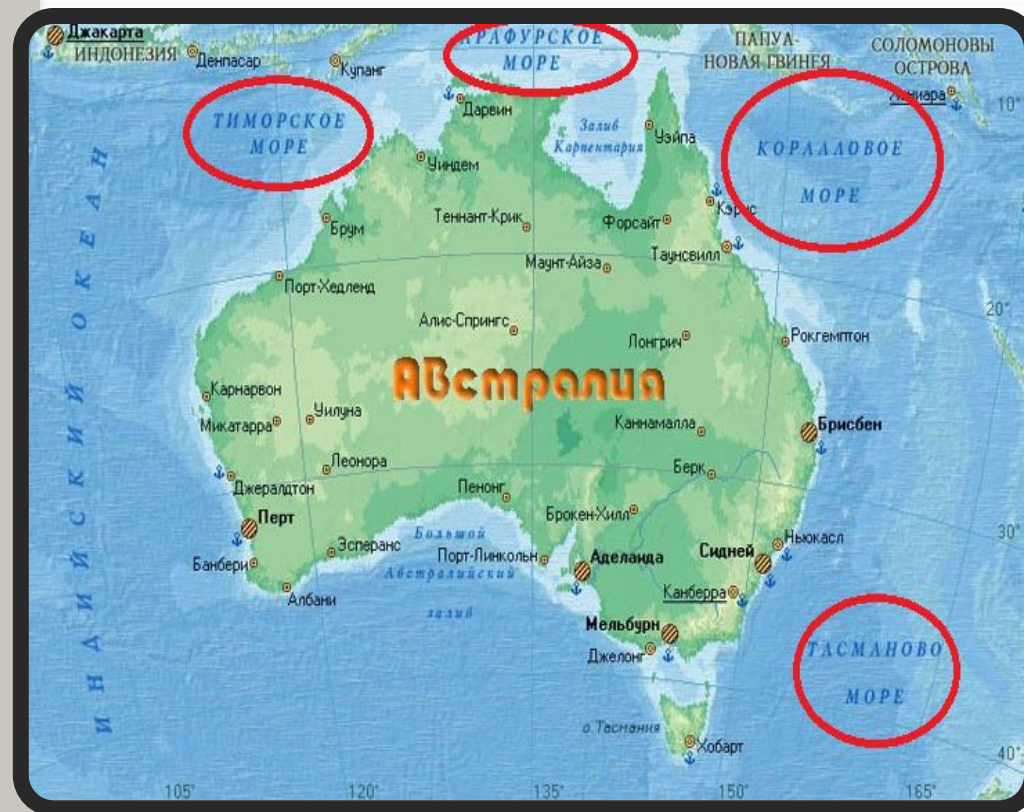 Джакарта
ИНДОНЕЗИЯ
Денпасар
Купанг
АРАФУРСКОЕ
МОРЕ
ПАПУА-
НОВАЯ ГВИНЕЯ
СОЛОМОНОВЫ
ОСТРОВА
Хониара
10°
ТИМОРСКОЕ
МОРЕ
Дарвин
Залив
Карпентария
Уэйпа
КОРАЛЛОВОЕ
МОРЕ
Уиндем
Брум
Теннант-Крик
Форсайт
Кэрнс
Таунсвилл
Маунт-Айза
Порт-Хедленд
20°
Алис-Спрингс
Лонгрич
Рокгемптон
Австралия
Карнарвон
Микатарра
Уилуна
Каннамалла
Брисбен
Леонора
Джералдтон
Пенонг
Берк
Брокен-Хилл
Перт
Большой
Австралийский
залив
Эсперанс
Порт-Линкольн
Аделаида
Сидней
Ньюкасл
30°
Банбери
Албани
Канберра
Мельбурн
Джелонг
ТАСМАНОВО
МОРЕ
о.Тасмания
Хобарт
40°
ИНДИЙСКИЙ ОКЕАН
105°
120°
135°
150°
165°